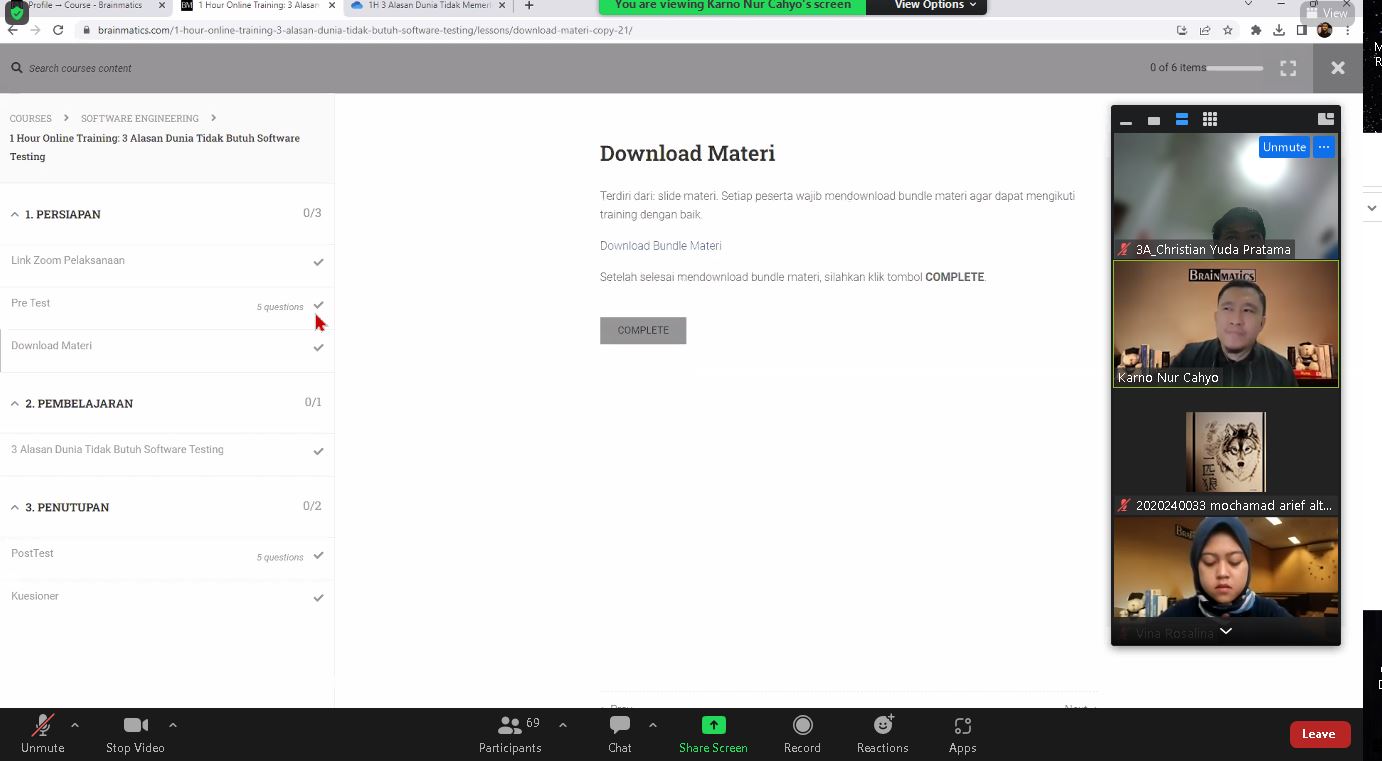 Profile → Course - Brainmatics
1 Hour Online Training: 3 Alasan
1H 3 Alasan Dunia Tidak Memer
You are viewing Karno Nur Cahyo's screen
View Options
View
brainmatics.com/1-hour-online-training-3-alasan-dunia-tidak-butuh-software-testing/lessons/download-materi-copy-21/
Search courses content
0 of 6 items
COURSES
SOFTWARE ENGINEERING
1 Hour Online Training: 3 Alasan Dunia Tidak Butuh Software
Testing
1. PERSIAPAN
0/3
Link Zoom Pelaksanaan
Pre Test
5 questions
Download Materi
2. PEMBELAJARAN
0/1
3 Alasan Dunia Tidak Butuh Software Testing
3. PENUTUPAN
0/2
PostTest
5 questions
Kuesioner
Download Materi
Terdiri dari: slide materi. Setiap peserta wajib mendownload bundle materi agar dapat mengikuti
training dengan baik.
Download Bundle Materi
Setelah selesai mendownload bundle materi, silahkan klik tombol COMPLETE.
COMPLETE
Unmute
3A_Christian Yuda Pratama
BRAINMATICS
Karno Nur Cahyo
2020240033 mochamad arief alt...
Vina Rosalina
Unmute
Stop Video
69
Participants
Chat
Share Screen
Record
Reactions
Apps
Leave